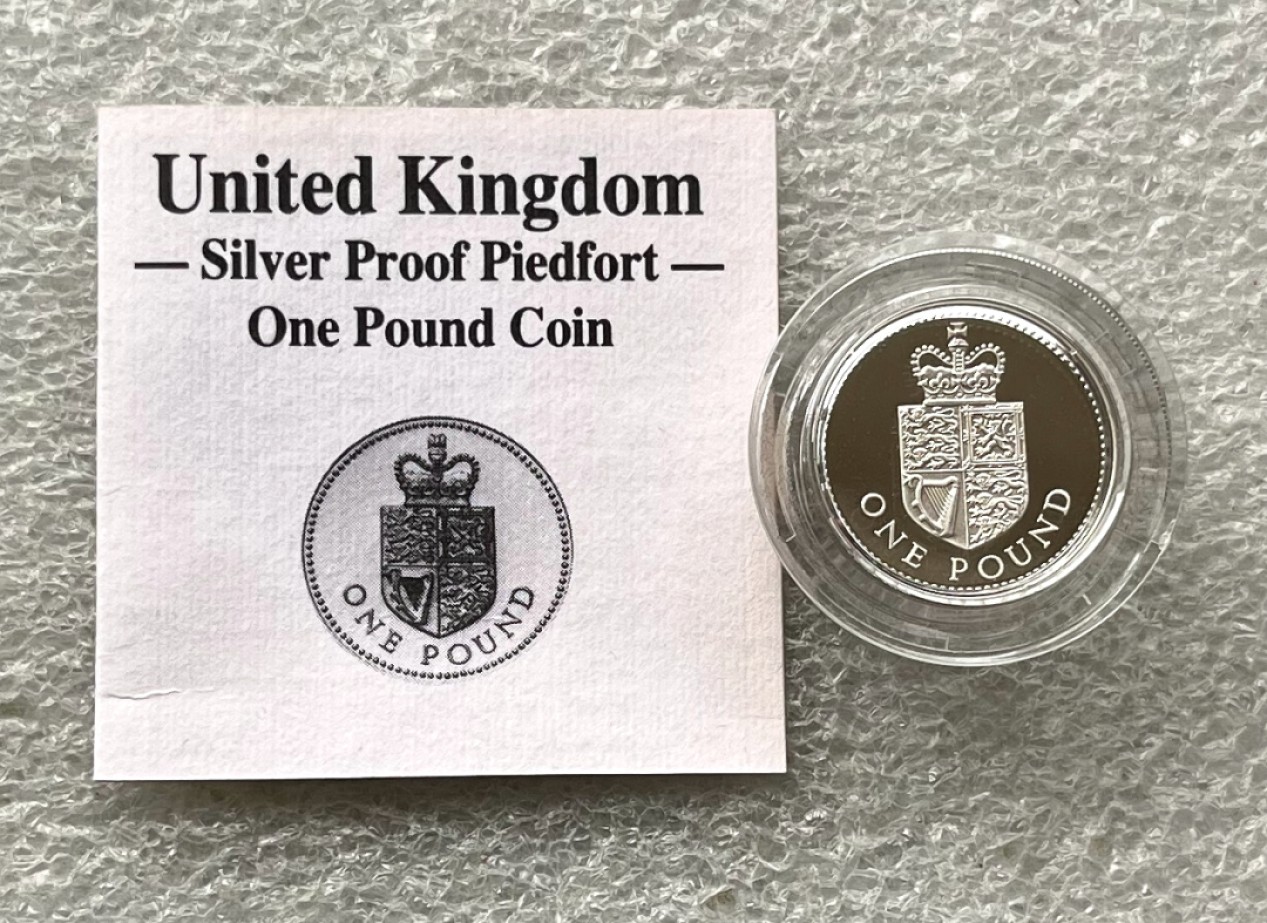 United Kingdom
— Silver Proof Piedfort —
One Pound Coin
ONE POUND
ONE POUND